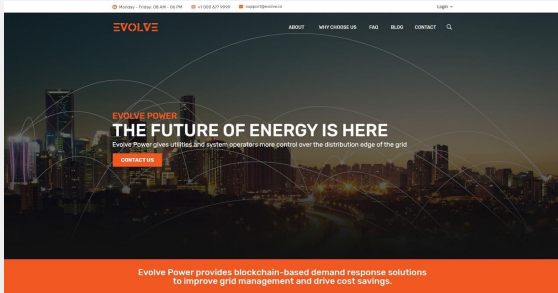 Monday - Friday: 08 AM - 06 PM
support@evolve.ro
Login
EVOLVE
ABOUT WHY CHOOSE US FAQ BLOG CONTACT
EVOLVE POWER
THE FUTURE OF ENERGY IS HERE
Evolve Power gives utilities and system operators more control over the distribution edge of the grid
CONTACT US
Evolve Power provides blockchain-based demand response solutions
to improve grid management and drive cost savings.